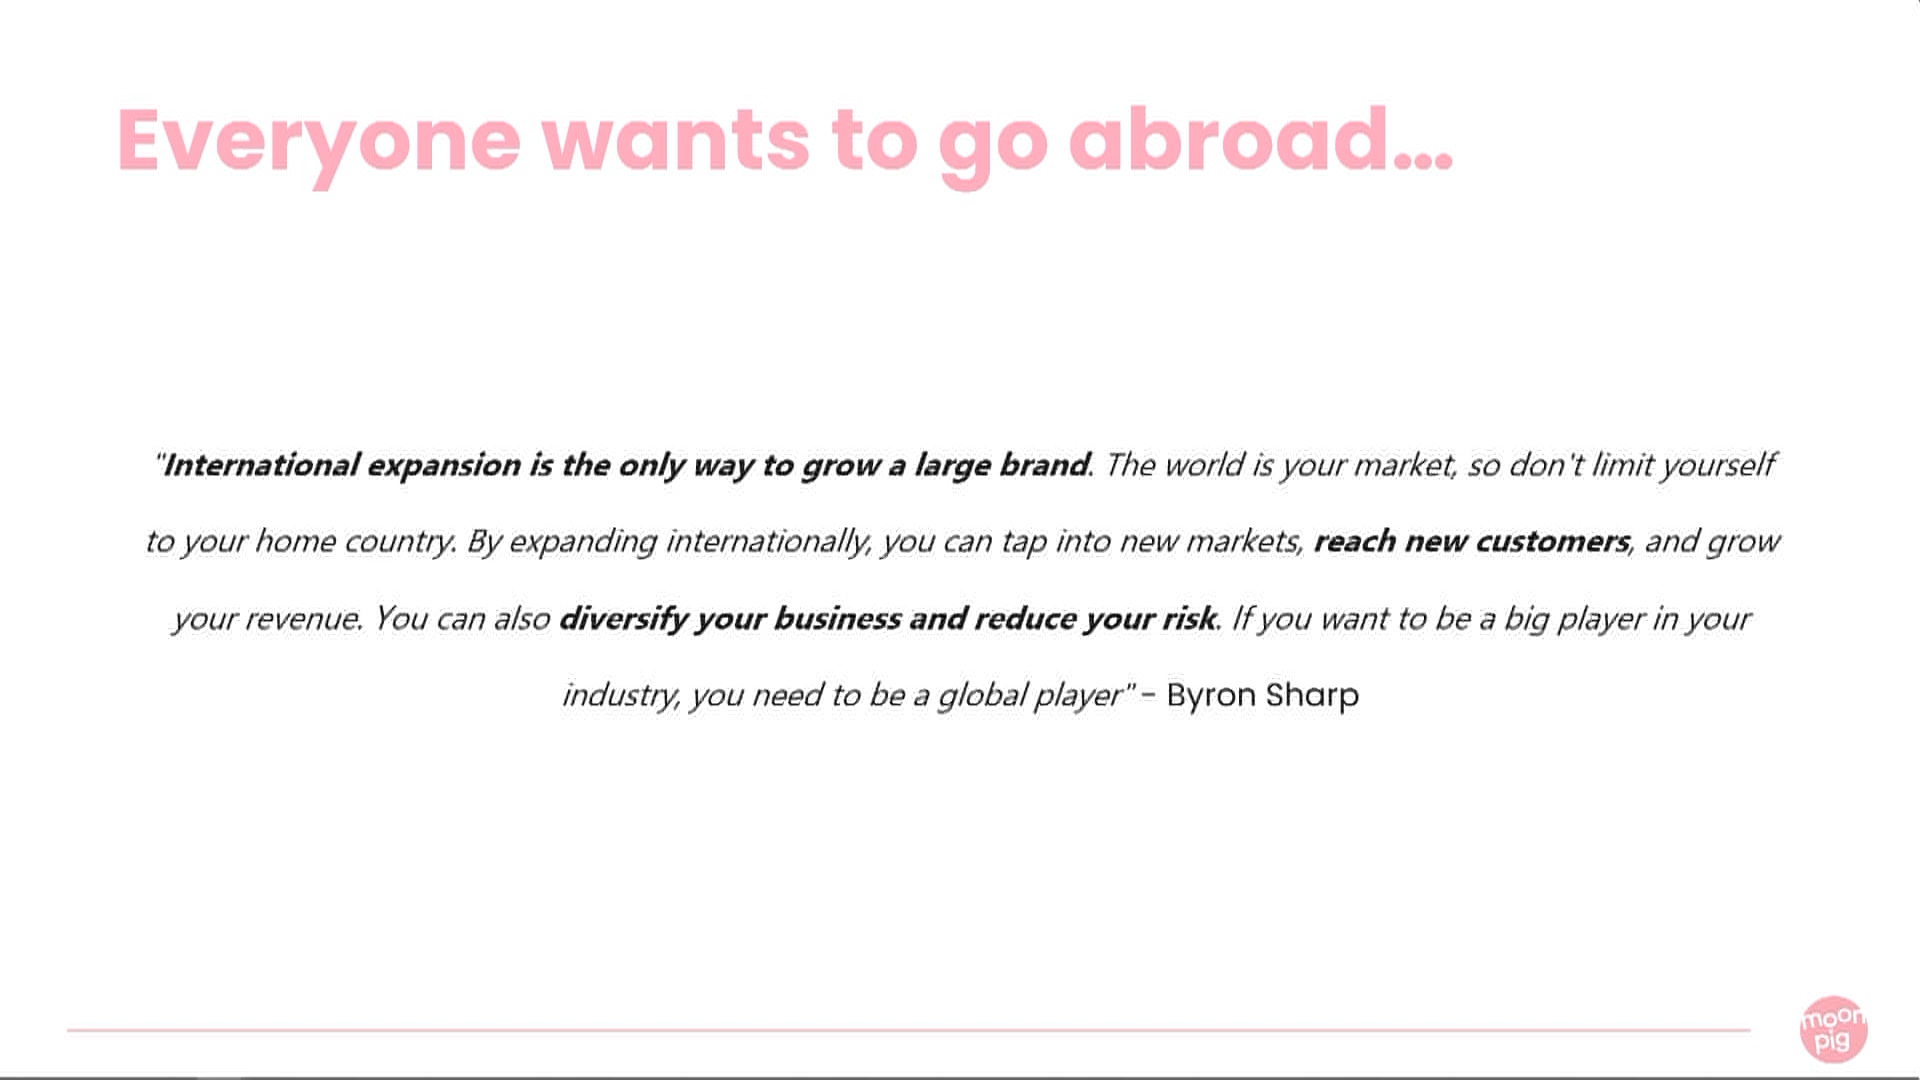 Everyone wants to go abroad...
"International expansion is the only way to grow a large brand. The world is your market, so don't limit yourself
to your home country. By expanding internationally, you can tap into new markets, reach new customers, and grow
your revenue. You can also diversify your business and reduce your risk. If you want to be a big player in your
industry, you need to be a global player" - Byron Sharp
moon
pig